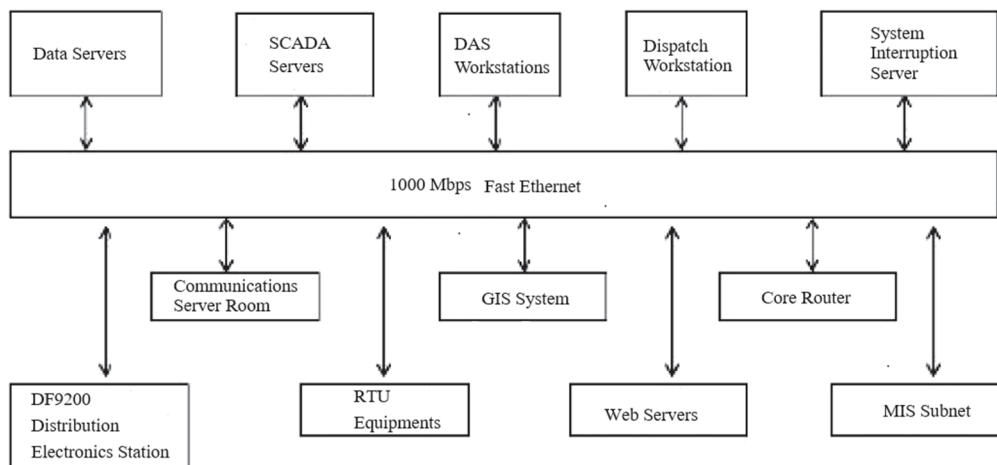 Data Servers
SCADA
Servers
DAS
Workstations
Dispatch
Workstation
System
Interruption
Server
1000 Mbps Fast Ethernet
Communications
Server Room
GIS System
Core Router
DF9200
Distribution
Electronics Station
RTU
Equipments
Web Servers
MIS Subnet